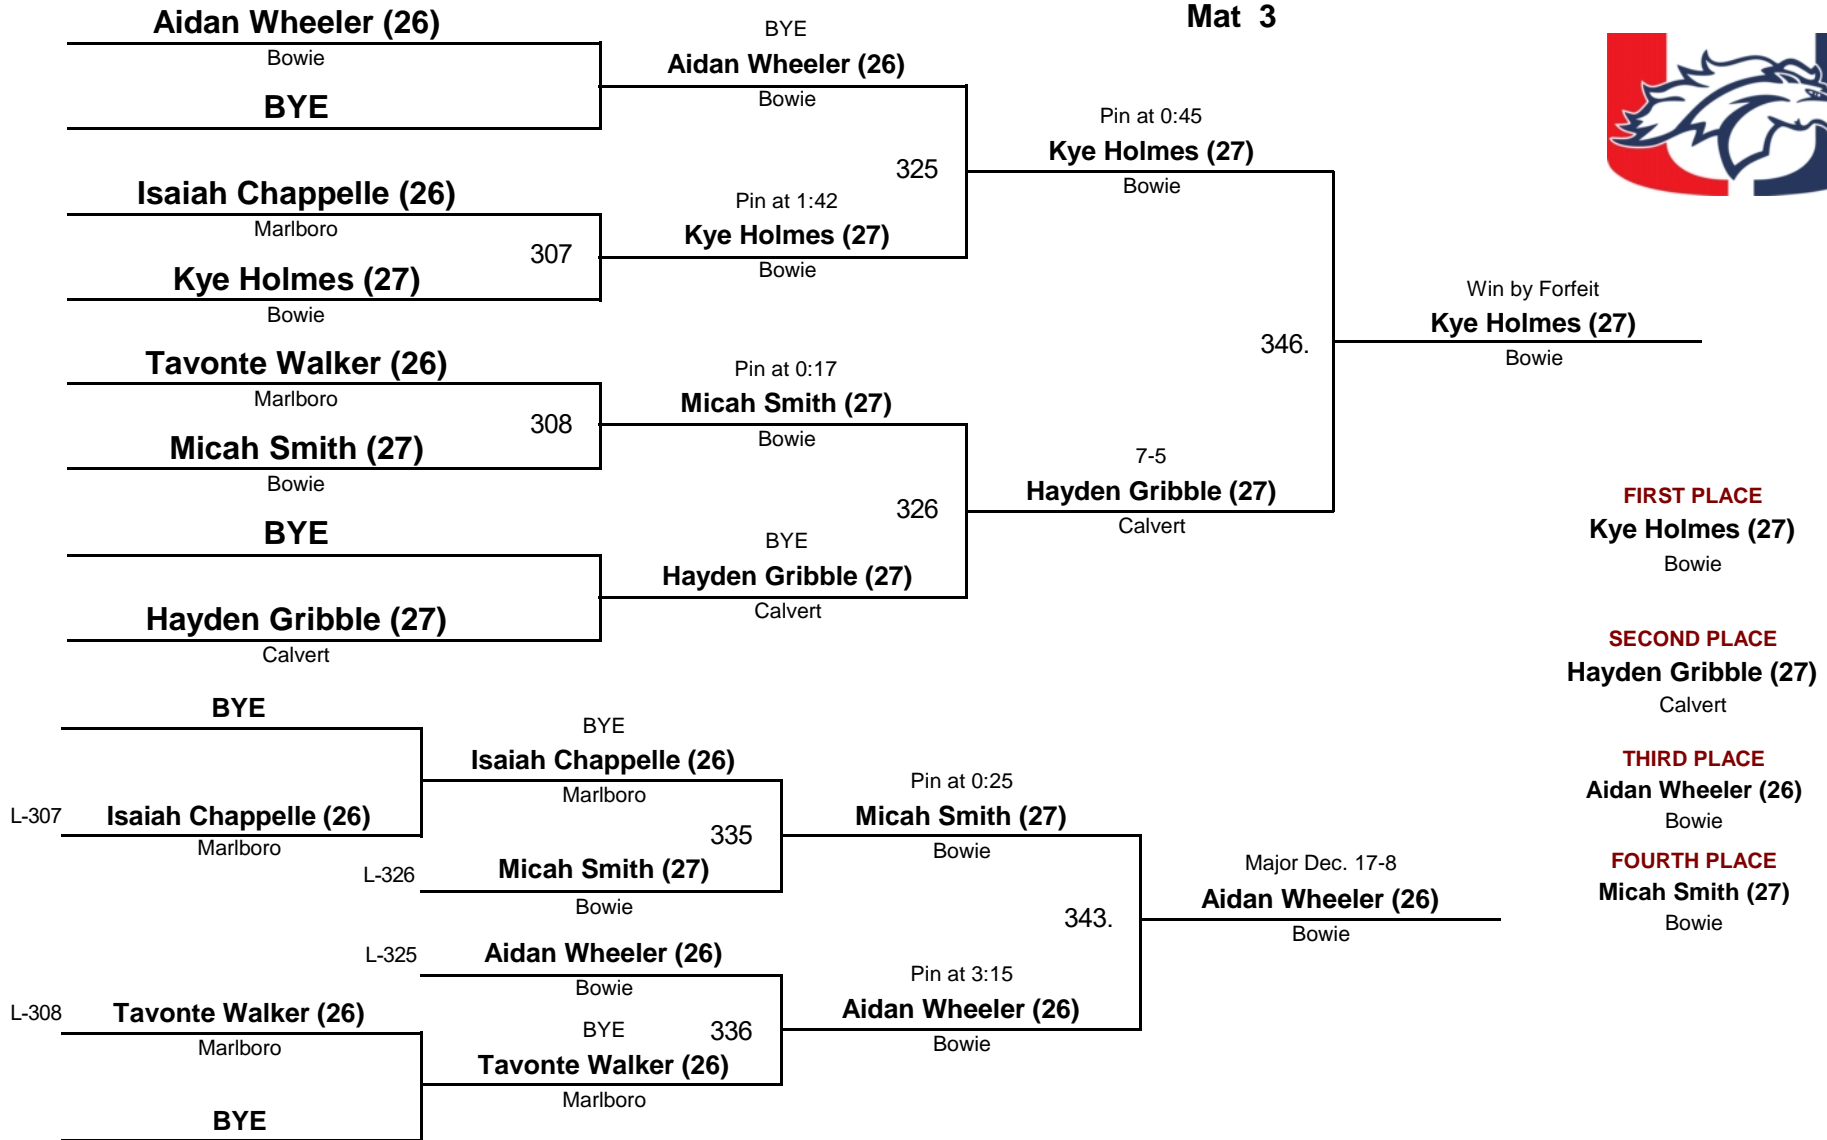 Mat 3
Aidan Wheeler (26)
Bowie
BYE
Isaiah Chappelle (26)
Marlboro
307
Kye Holmes (27)
Bowie
Tavonte Walker (26)
Marlboro
308
Micah Smith (27)
Bowie
BYE
Hayden Gribble (27)
Calvert
BYE
Aidan Wheeler (26)
Bowie
325
Pin at 1:42
Kye Holmes (27)
Bowie
Pin at 0:17
Micah Smith (27)
Bowie
326
BYE
Hayden Gribble (27)
Calvert
Pin at 0:45
Kye Holmes (27)
Bowie
346.
7-5
Hayden Gribble (27)
Calvert
Win by Forfeit
Kye Holmes (27)
Bowie
FIRST PLACE
Kye Holmes (27)
Bowie
SECOND PLACE
Hayden Gribble (27)
Calvert
THIRD PLACE
Aidan Wheeler (26)
Bowie
FOURTH PLACE
Micah Smith (27)
Bowie
BYE
L-307 Isaiah Chappelle (26)
Marlboro
L-308 Tavonte Walker (26)
Marlboro
BYE
BYE
Isaiah Chappelle (26)
Marlboro
335
L-326 Micah Smith (27)
Bowie
L-325 Aidan Wheeler (26)
Bowie
BYE 336
Tavonte Walker (26)
Marlboro
Pin at 0:25
Micah Smith (27)
Bowie
343.
Pin at 3:15
Aidan Wheeler (26)
Bowie
Major Dec. 17-8
Aidan Wheeler (26)
Bowie